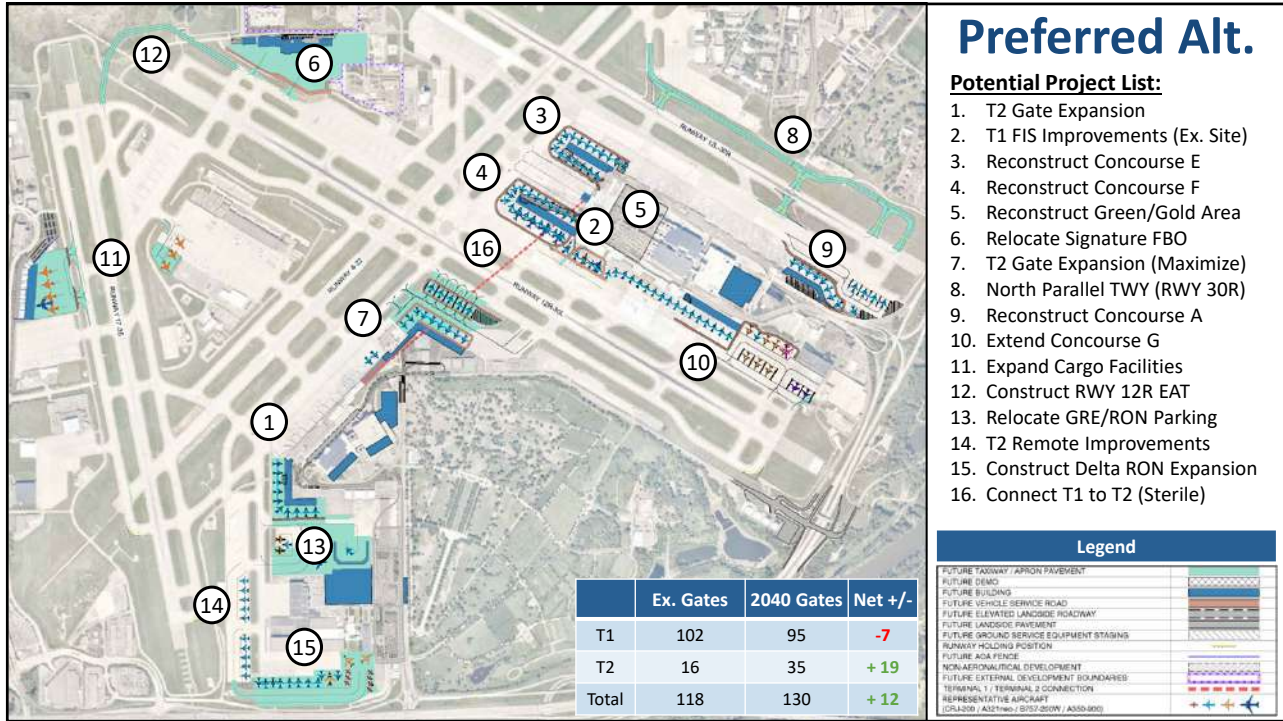 12
6
3
8
4
5
2
9
16
11
7
10
1
13
14
15
RUNWAY 12L-30R
RUNWAY 4-22
RUNWAY 12R-30L
RUNWAY 17-35
Ex. Gates 2040 Gates Net +/-
T1 102 95 -7
T2 16 35 + 19
Total 118 130 + 12
Preferred Alt.
Potential Project List:
1. T2 Gate Expansion
2. T1 FIS Improvements (Ex. Site)
3. Reconstruct Concourse E
4. Reconstruct Concourse F
5. Reconstruct Green/Gold Area
6. Relocate Signature FBO
7. T2 Gate Expansion (Maximize)
8. North Parallel TWY (RWY 30R)
9. Reconstruct Concourse A
10. Extend Concourse G
11. Expand Cargo Facilities
12. Construct RWY 12R EAT
13. Relocate GRE/RON Parking
14. T2 Remote Improvements
15. Construct Delta RON Expansion
16. Connect T1 to T2 (Sterile)
Legend
FUTURE TAXIWAY / APRON PAVEMENT
FUTURE DEMO
FUTURE BUILDING
FUTURE VEHICLE SERVICE ROAD
FUTURE ELEVATED LANDSIDE ROADWAY
FUTURE LANDSIDE PAVEMENT
FUTURE GROUND SERVICE EQUIPMENT STAGING
RUNWAY HOLDING POSITION
FUTURE AOA FENCE
NON-AERONAUTICAL DEVELOPMENT
FUTURE EXTERNAL DEVELOPMENT BOUNDARIES
TERMINAL 1 / TERMINAL 2 CONNECTION
REPRESENTATIVE AIRCRAFT
(CRJ-200 / A321neo / B757-200W / A350-900)